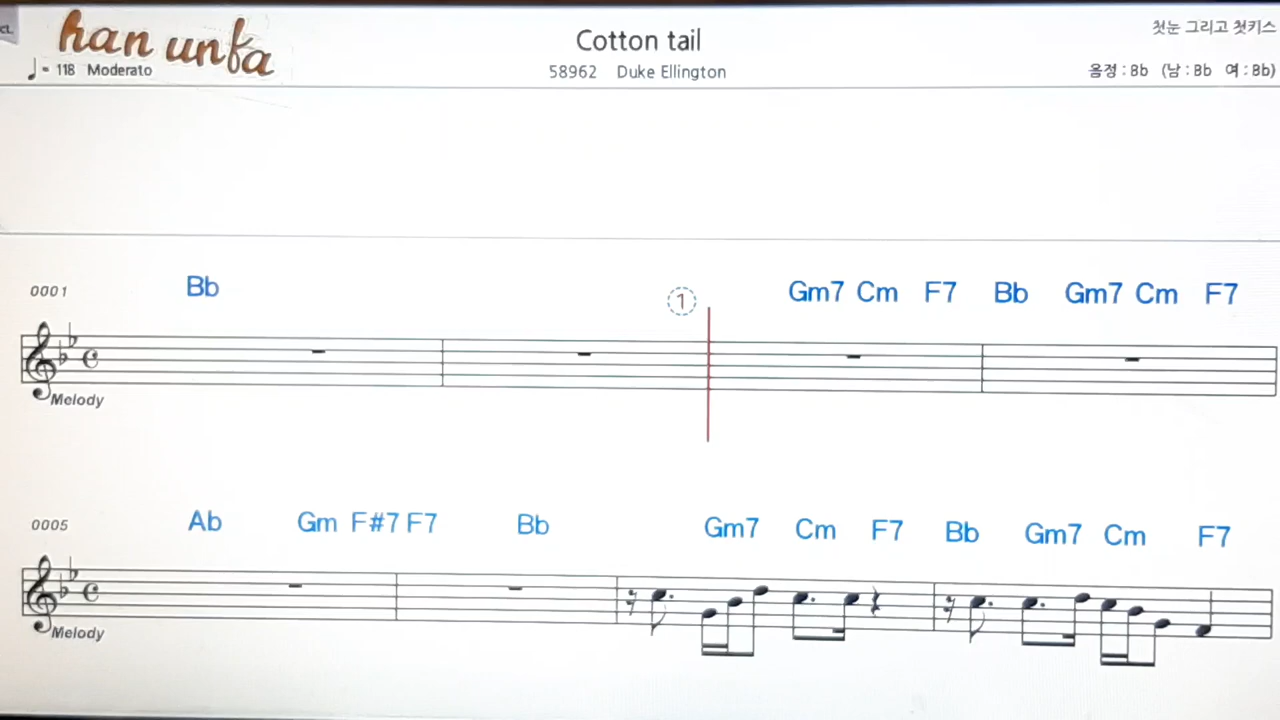 han unfa
Cotton tail
첫눈 그리고 첫키스
♩= 118 Moderato
58962 Duke Ellington
음정 : Bb (남 : Bb 여 : Bb)
0001 Bb ① Gm7 Cm F7 Bb Gm7 Cm F7
Melody
0005 Ab Gm F#7 F7 Bb Gm7 Cm F7 Bb Gm7 Cm F7
Melody